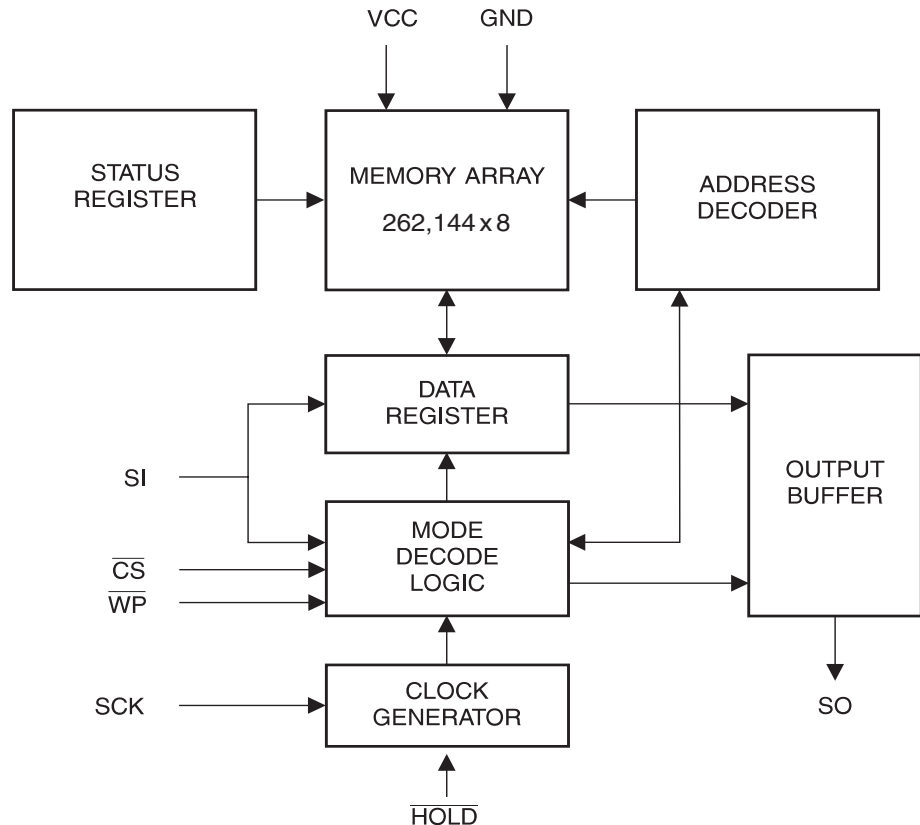 VCC
GND
STATUS
REGISTER
MEMORY ARRAY
262,144 x 8
ADDRESS
DECODER
DATA
REGISTER
OUTPUT
BUFFER
SI
MODE
DECODE
LOGIC
CS
WP
SCK
CLOCK
GENERATOR
SO
HOLD